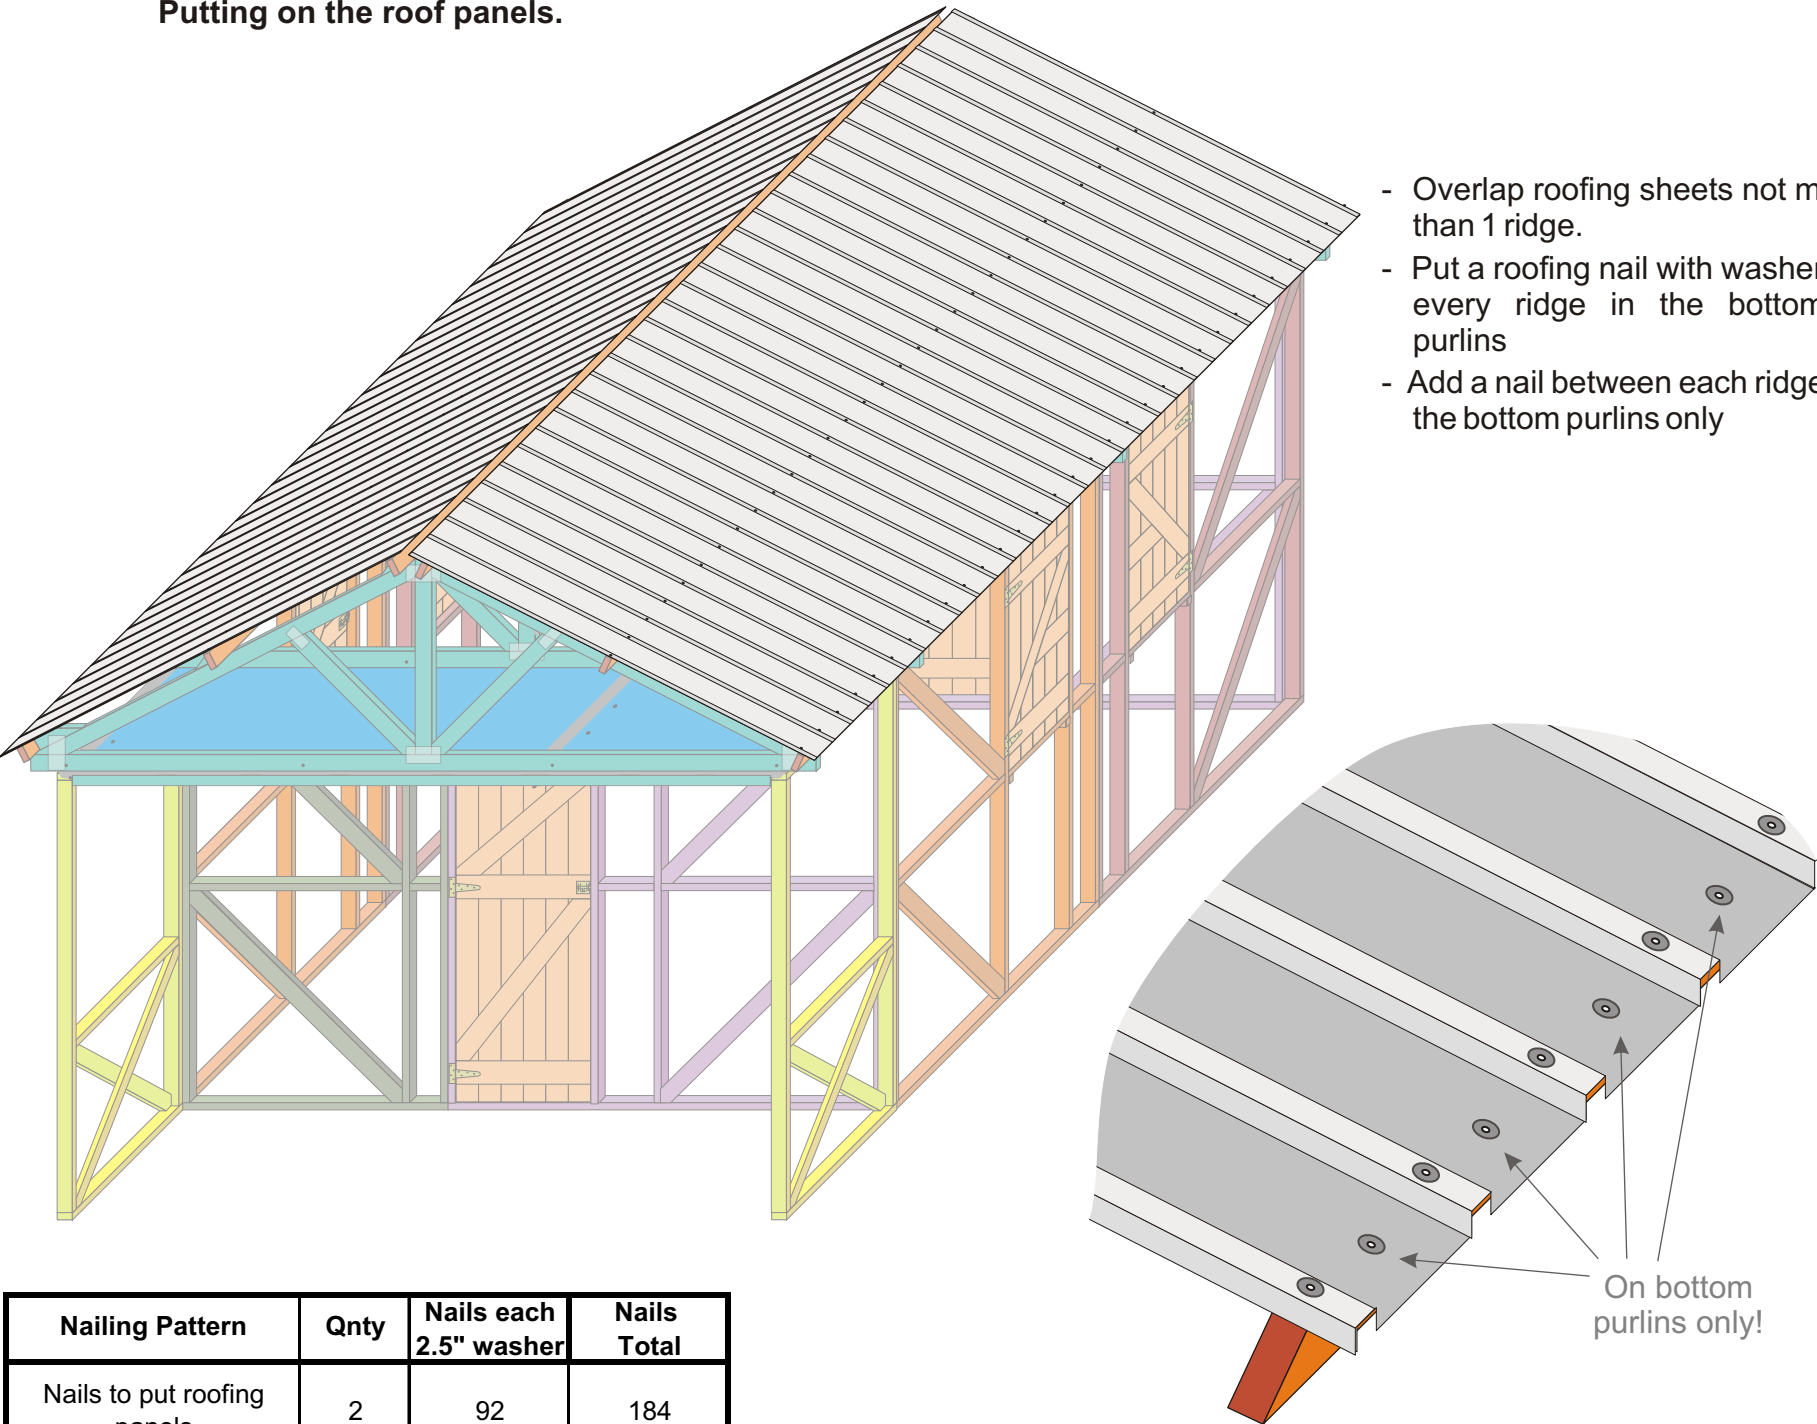 Putting on the roof panels.
- Overlap roofing sheets not
than 1 ridge.
- Put a roofing nail with washer
every ridge in the bottom
purlins
- Add a nail between each ridge
the bottom purlins only
On bottom
purlins only!
Nailing Pattern Qnty Nails each 2.5" washer Nails Total
Nails to put roofing
panels 2 92 184